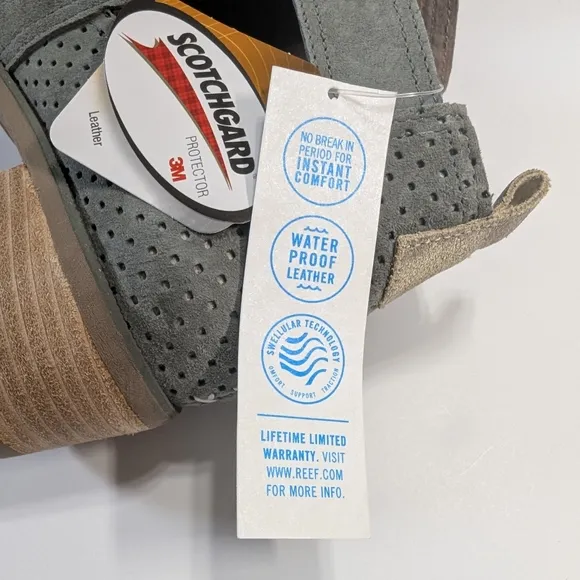 SCOTCHGARD
PROTECTOR
3M
Leather
NO BREAK IN
PERIOD FOR
INSTANT
COMFORT
WATER
PROOF
LEATHER
SWELLULAR TECHNOLOGY
COMFORT SUPPORT TRACTION
LIFETIME LIMITED
WARRANTY. VISIT
WWW.REEF.COM
FOR MORE INFO.